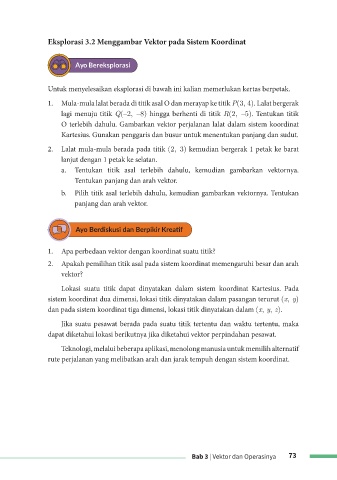 Eksplorasi 3.2 Menggambar Vektor pada Sistem Koordinat
Ayo Bereksplorasi
Untuk menyelesaikan eksplorasi di bawah ini kalian memerlukan kertas berpetak.
1. Mula-mula lalat berada di titik asal O dan merayap ke titik P(3, 4). Lalat bergerak
lagi menuju titik Q(–2, –8) hingga berhenti di titik R(2, –5). Tentukan titik
O terlebih dahulu. Gambarkan vektor perjalanan lalat dalam sistem koordinat
Kartesius. Gunakan penggaris dan busur untuk menentukan panjang dan sudut.
2. Lalat mula-mula berada pada titik (2, 3) kemudian bergerak 1 petak ke barat
lanjut dengan 1 petak ke selatan.
a. Tentukan titik asal terlebih dahulu, kemudian gambarkan vektornya.
Tentukan panjang dan arah vektor.
b. Pilih titik asal terlebih dahulu, kemudian gambarkan vektornya. Tentukan
panjang dan arah vektor.
Ayo Berdiskusi dan Berpikir Kreatif
1. Apa perbedaan vektor dengan koordinat suatu titik?
2. Apakah pemilihan titik asal pada sistem koordinat memengaruhi besar dan arah
vektor?
Lokasi suatu titik dapat dinyatakan dalam sistem koordinat Kartesius. Pada
sistem koordinat dua dimensi, lokasi titik dinyatakan dalam pasangan terurut (x, y)
dan pada sistem koordinat tiga dimensi, lokasi titik dinyatakan dalam (x, y, z).
Jika suatu pesawat berada pada suatu titik tertentu dan waktu tertentu, maka
dapat diketahui lokasi berikutnya jika diketahui vektor perpindahan pesawat.
Teknologi, melalui beberapa aplikasi, menolong manusia untuk memilih alternatif
rute perjalanan yang melibatkan arah dan jarak tempuh dengan sistem koordinat.
Bab 3 | Vektor dan Operasinya 73